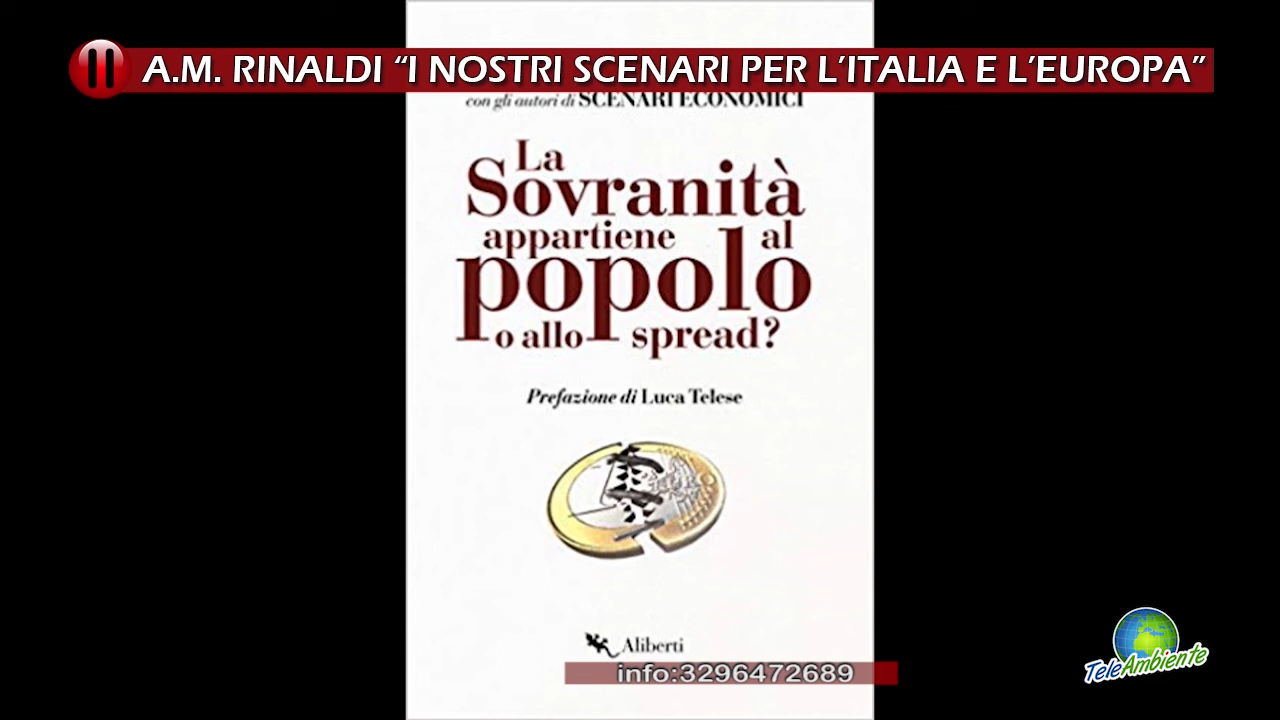 A.M. RINALDI “I NOSTRI SCENARI PER L’ITALIA E L’EUROPA”
con gli autori di SCENARI ECONOMICI
La
Sovranità
appartiene al
popolo
o allo spread?
Prefazione di Luca Telese
Aliberti
info:3296472689
TeleAmbiente